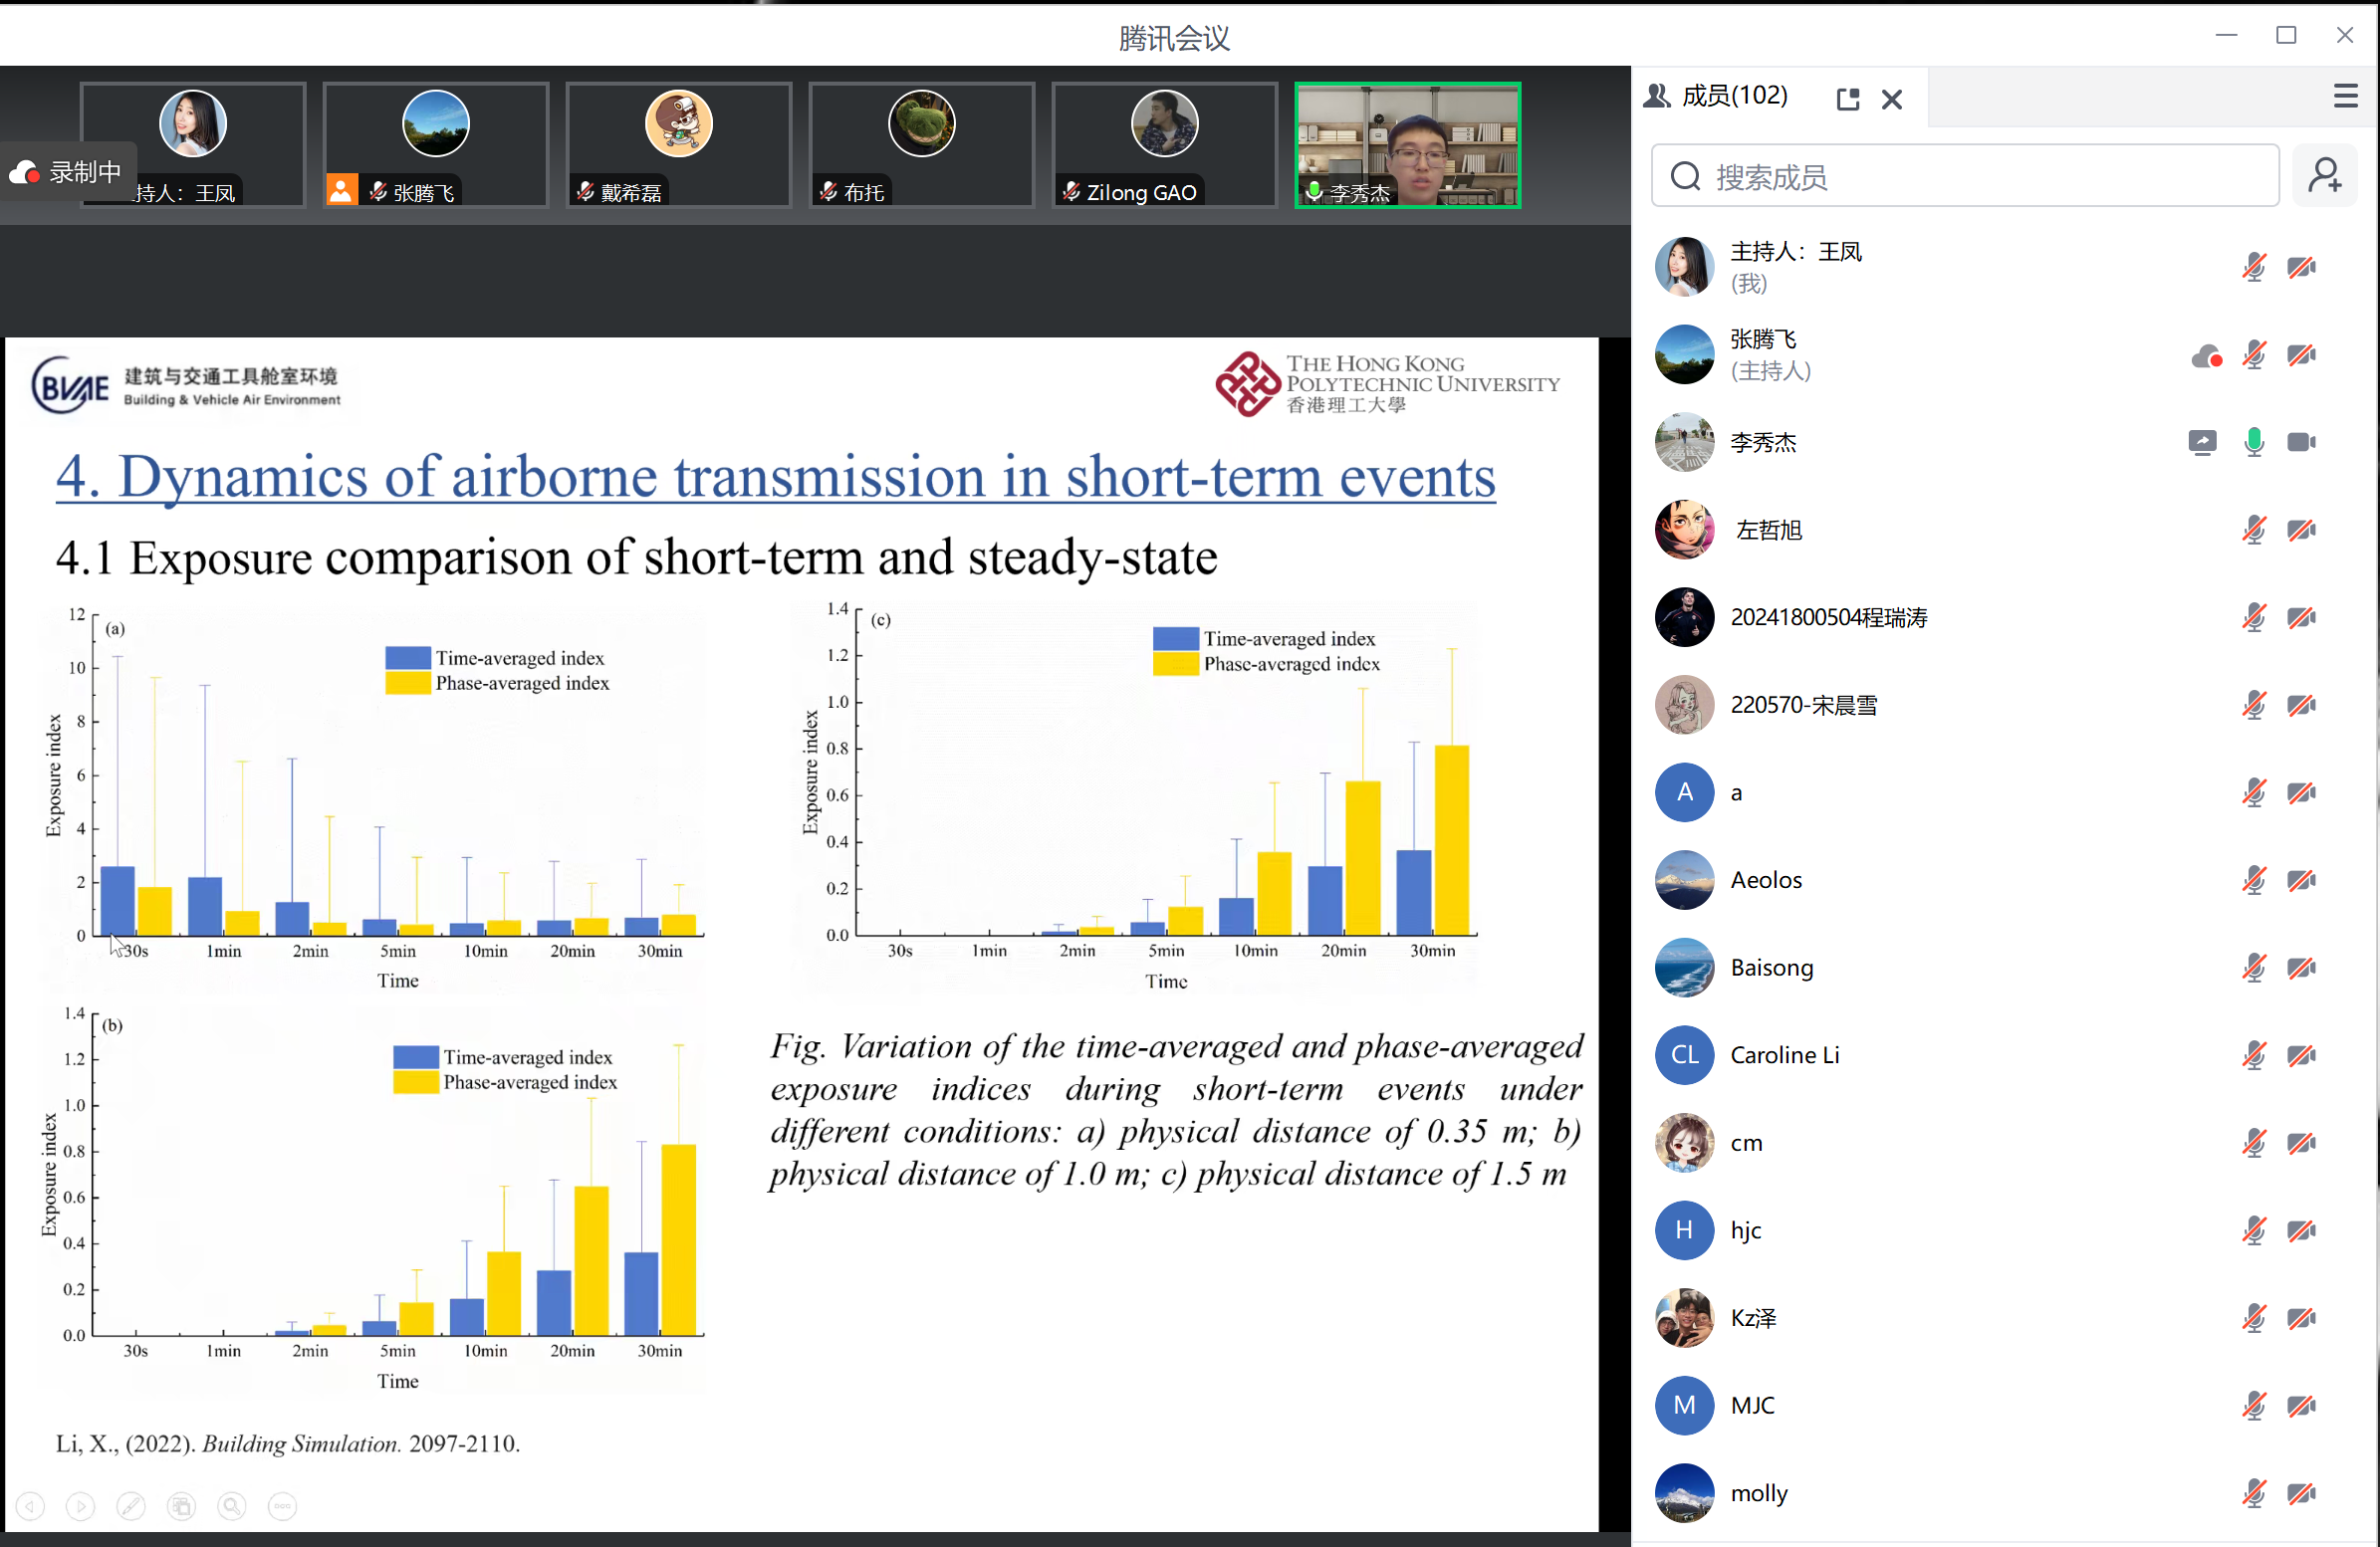 腾讯会议
录制中
持人：王凤
张腾飞
戴希磊
布托
Zilong GAO
李秀杰
BVAE
建筑与交通工具舱室环境
Building & Vehicle Air Environment
THE HONG KONG
POLYTECHNIC UNIVERSITY
香港理工大學
4. Dynamics of airborne transmission in short-term events
4.1 Exposure comparison of short-term and steady-state
(a)
Time-averaged index
Phase-averaged index
Exposure index
12
10
8
6
4
2
0
30s 1min 2min 5min 10min 20min 30min
Time
(c)
Time-averaged index
Phase-averaged index
Exposure index
1.4
1.2
1.0
0.8
0.6
0.4
0.2
0.0
30s 1min 2min 5min 10min 20min 30min
Time
(b)
Time-averaged index
Phase-averaged index
Exposure index
1.4
1.2
1.0
0.8
0.6
0.4
0.2
0.0
30s 1min 2min 5min 10min 20min 30min
Time
Fig. Variation of the time-averaged and phase-averaged
exposure indices during short-term events under
different conditions: a) physical distance of 0.35 m; b)
physical distance of 1.0 m; c) physical distance of 1.5 m
Li, X., (2022). Building Simulation. 2097-2110.
成员(102)
搜索成员
主持人：王凤
(我)
张腾飞
(主持人)
李秀杰
左哲旭
20241800504程瑞涛
220570-宋晨雪
A a
Aeolos
Baisong
CL Caroline Li
cm
H hjc
Kz泽
M MJC
molly